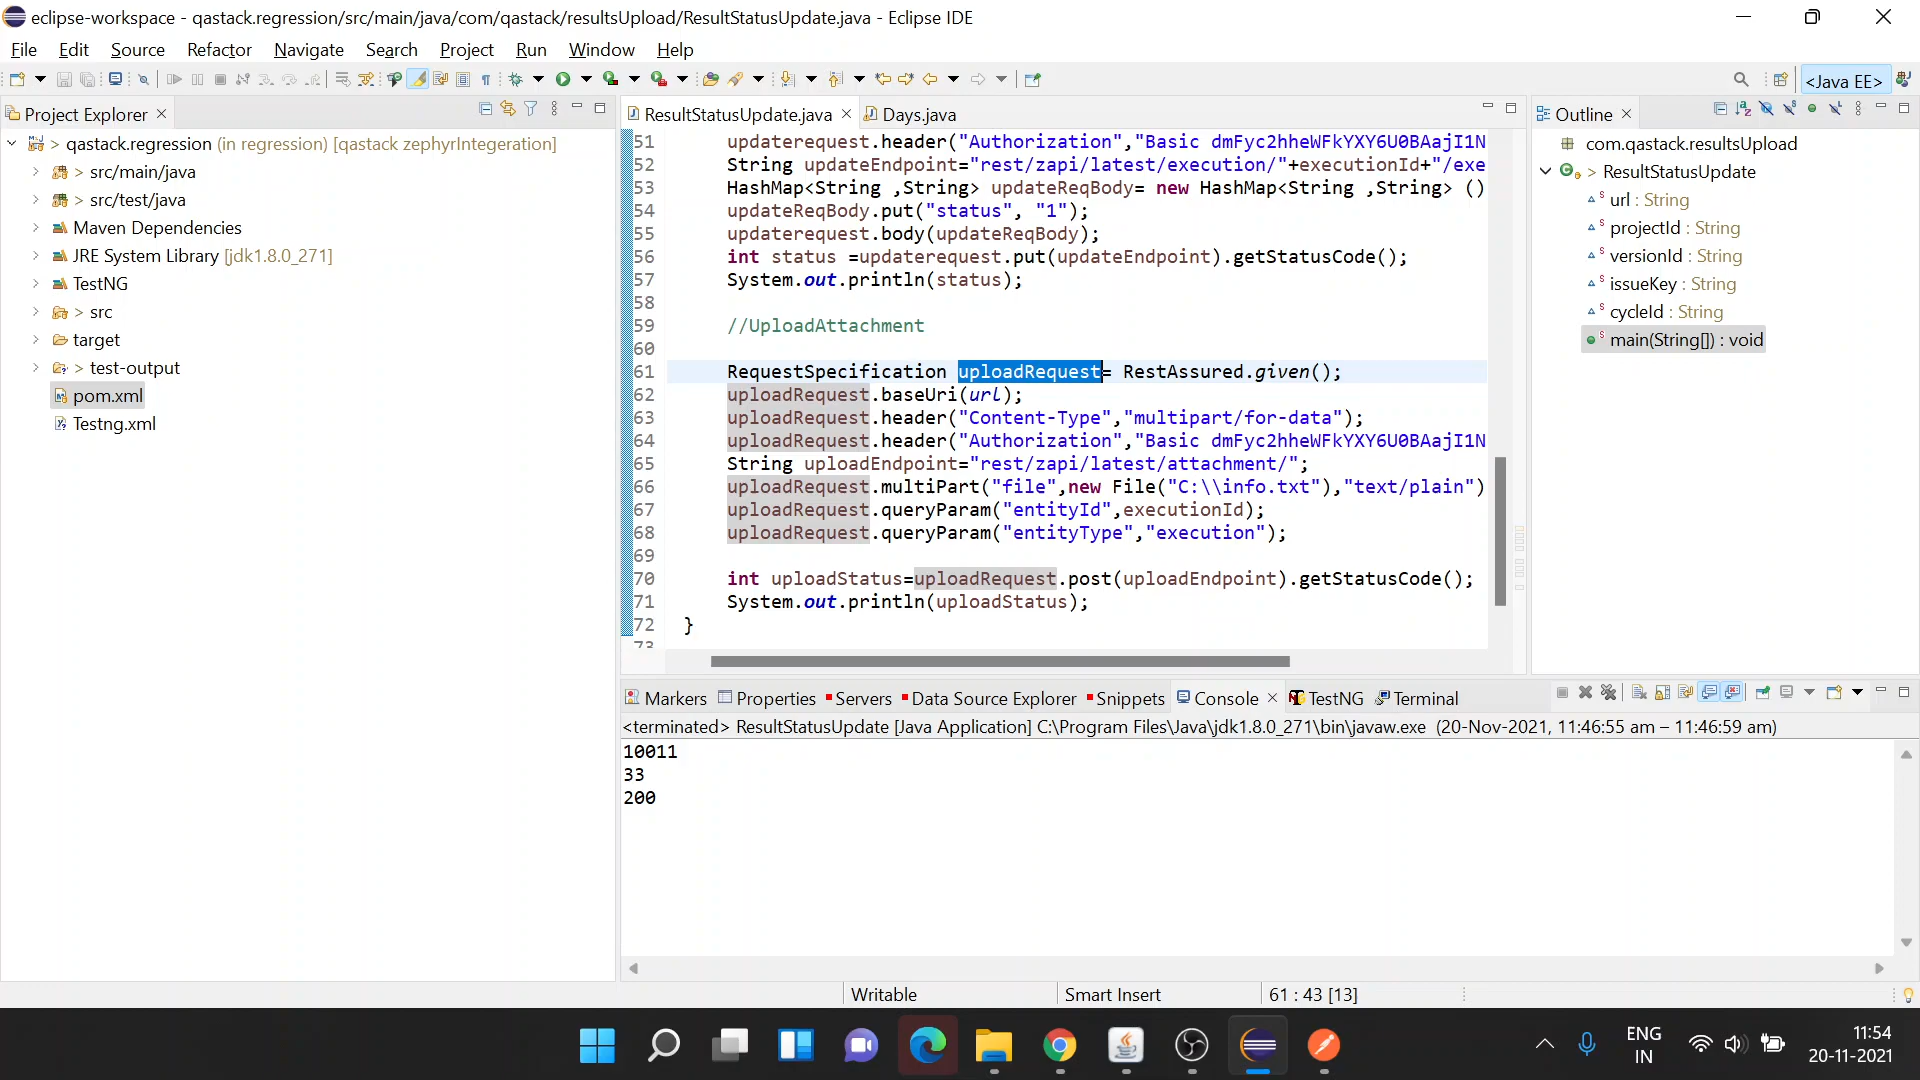 eclipse-workspace - qastack.regression/src/main/java/com/qastack/resultsUpload/ResultStatusUpdate.java - Eclipse IDE
File Edit Source Refactor Navigate Search Project Run Window Help
<Java EE>
Project Explorer
qastack.regression (in regression) [qastack zephyrIntegeration]
> src/main/java
> src/test/java
Maven Dependencies
JRE System Library [jdk1.8.0_271]
TestNG
> src
target
> test-output
pom.xml
Testng.xml
ResultStatusUpdate.java Days.java
51 updaterequest.header("Authorization","Basic dmFyc2hheWFkYXY6U0BAajI1N
52 String updateEndpoint="rest/zapi/latest/execution/"+executionId+"/exe
53 HashMap<String ,String> updateReqBody= new HashMap<String ,String> ()
54 updateReqBody.put("status", "1");
55 updaterequest.body(updateReqBody);
56 int status =updaterequest.put(updateEndpoint).getStatusCode();
57 System.out.println(status);
58
59 //UploadAttachment
60
61 RequestSpecification uploadRequest= RestAssured.given();
62 uploadRequest.baseUri(url);
63 uploadRequest.header("Content-Type","multipart/for-data");
64 uploadRequest.header("Authorization","Basic dmFyc2hheWFkYXY6U0BAajI1N
65 String uploadEndpoint="rest/zapi/latest/attachment/";
66 uploadRequest.multiPart("file",new File("C:\\info.txt"),"text/plain")
67 uploadRequest.queryParam("entityId",executionId);
68 uploadRequest.queryParam("entityType","execution");
69
70 int uploadStatus=uploadRequest.post(uploadEndpoint).getStatusCode();
71 System.out.println(uploadStatus);
72 }
73
Outline
com.qastack.resultsUpload
> ResultStatusUpdate
url : String
projectId : String
versionId : String
issueKey : String
cycleId : String
main(String[]) : void
Markers Properties Servers Data Source Explorer Snippets Console TestNG Terminal
<terminated> ResultStatusUpdate [Java Application] C:\Program Files\Java\jdk1.8.0_271\bin\javaw.exe (20-Nov-2021, 11:46:55 am – 11:46:59 am)
10011
33
200
Writable Smart Insert 61 : 43 [13]
ENG
IN
11:54
20-11-2021